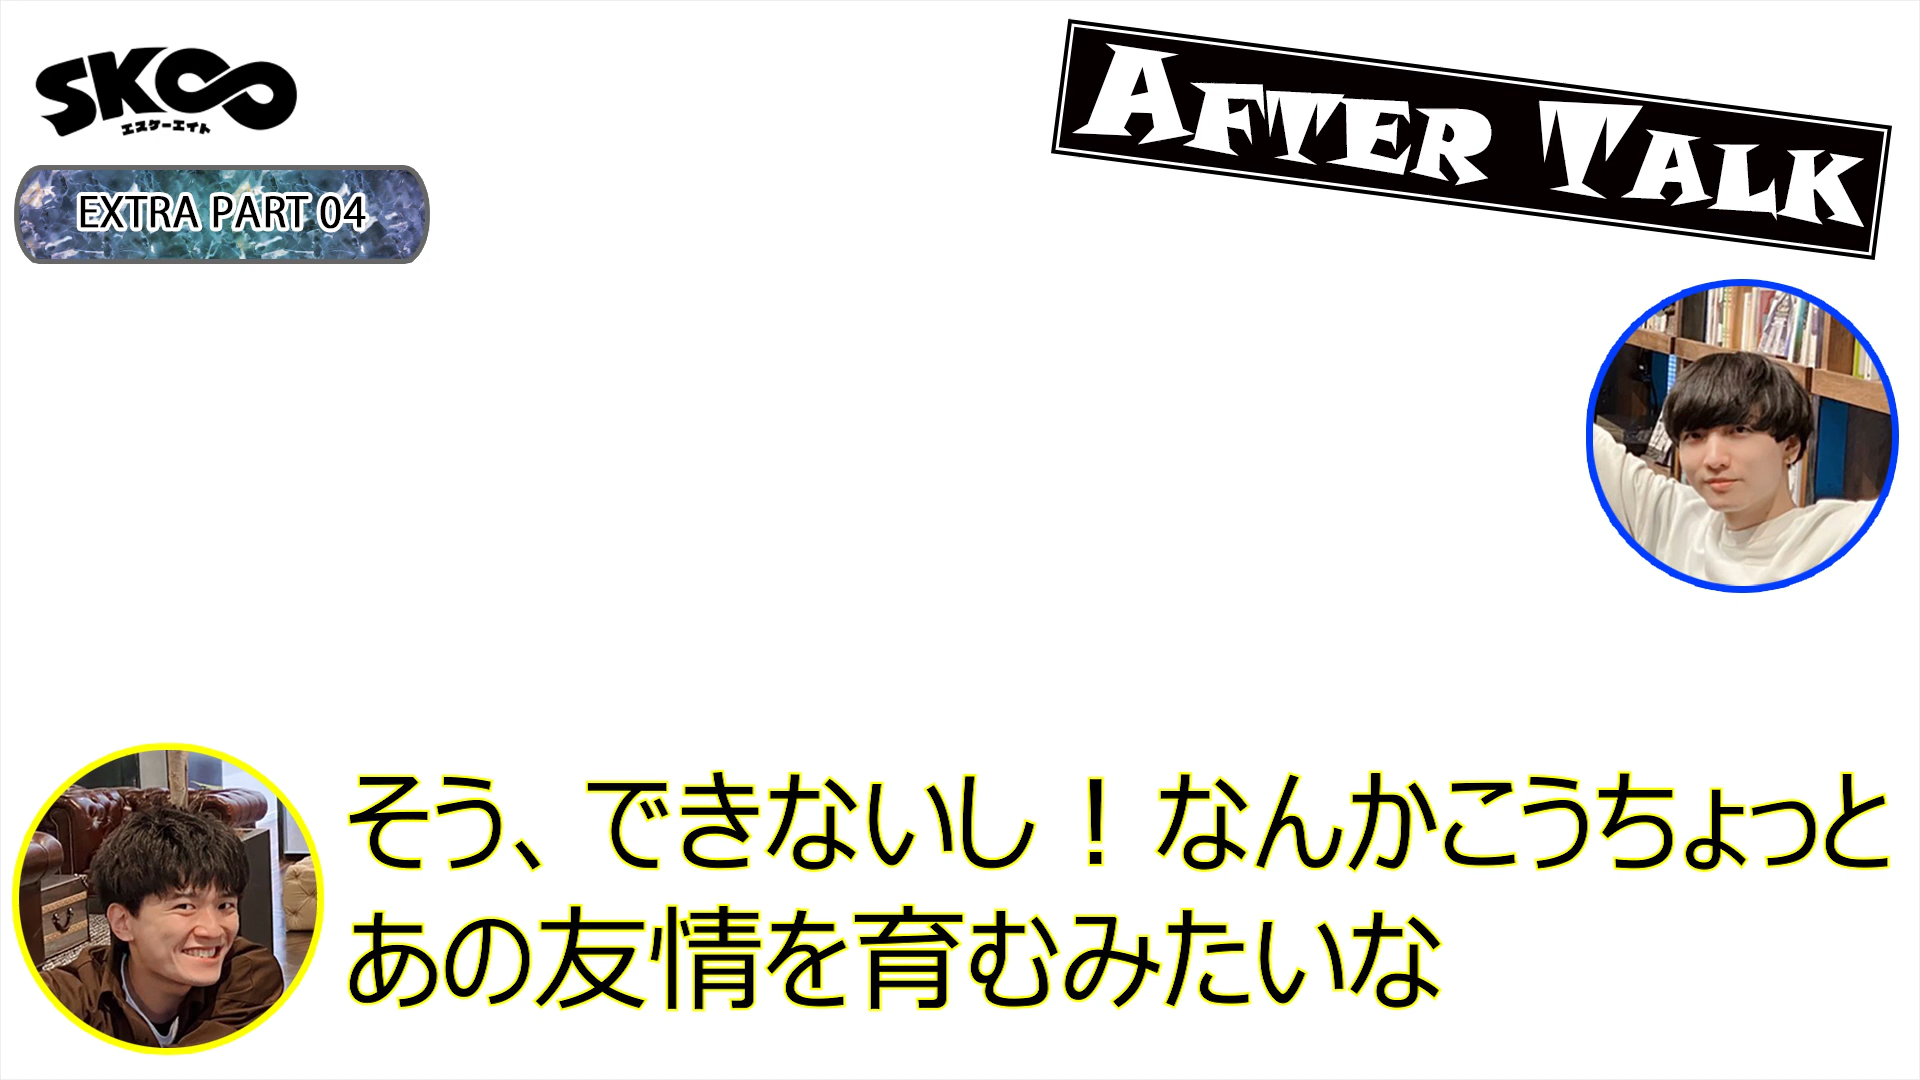 SK∞
エスケーエイト
AFTER TALK
EXTRA PART 04
そう、できないし！なんかこうちょっと
あの友情を育むみたいな